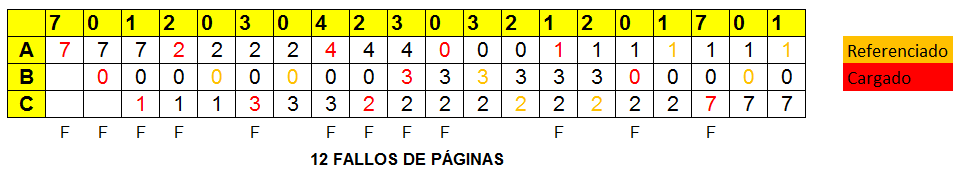 7 0 1 2 0 3 0 4 2 3 0 3 2 1 2 0 1 7 0 1
A 7 7 7 2 2 2 2 4 4 4 0 0 0 1 1 1 1 1 1 1
Referenciado
B 0 0 0 0 0 0 0 0 3 3 3 3 3 3 0 0 0 0 0
Cargado
C 1 1 1 3 3 3 2 2 2 2 2 2 2 2 2 7 7 7
F F F F F F F F F F F F
12 FALLOS DE PÁGINAS